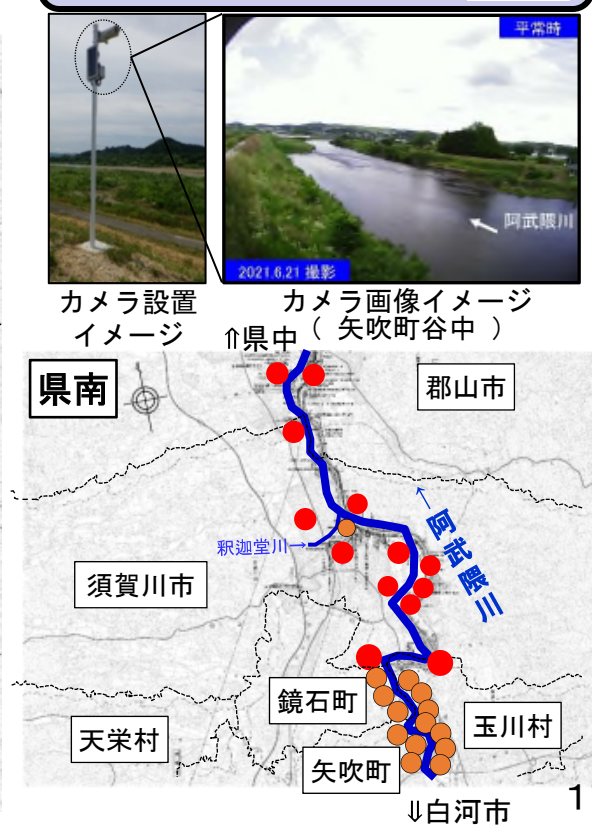 平常時
阿武隈川
2021.6.21 撮影
カメラ設置
イメージ
カメラ画像イメージ
（ 矢吹町谷中 ）
⇑県中
県南
郡山市
←阿武隈川
釈迦堂川→
須賀川市
鏡石町
玉川村
天栄村
矢吹町
⇓白河市
1